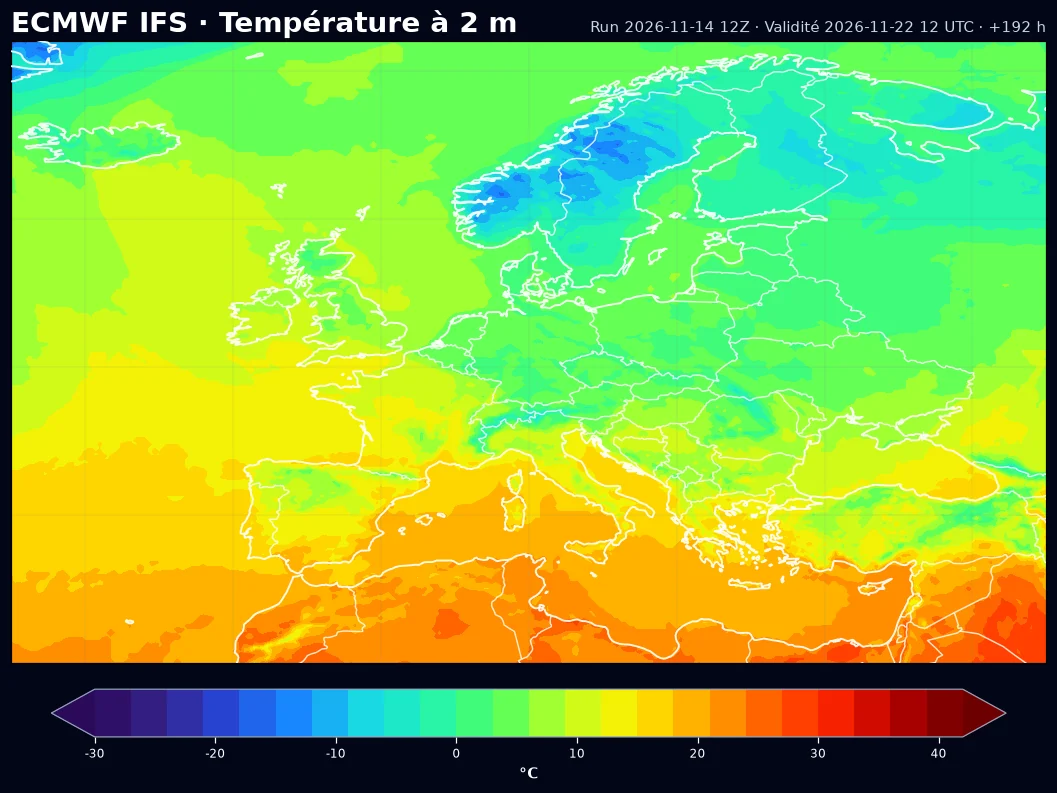 ECMWF IFS · Température à 2 m
Run 2026-11-14 12Z · Validité 2026-11-22 12 UTC · +192 h
-30 -20 -10 0 10 20 30 40
°C